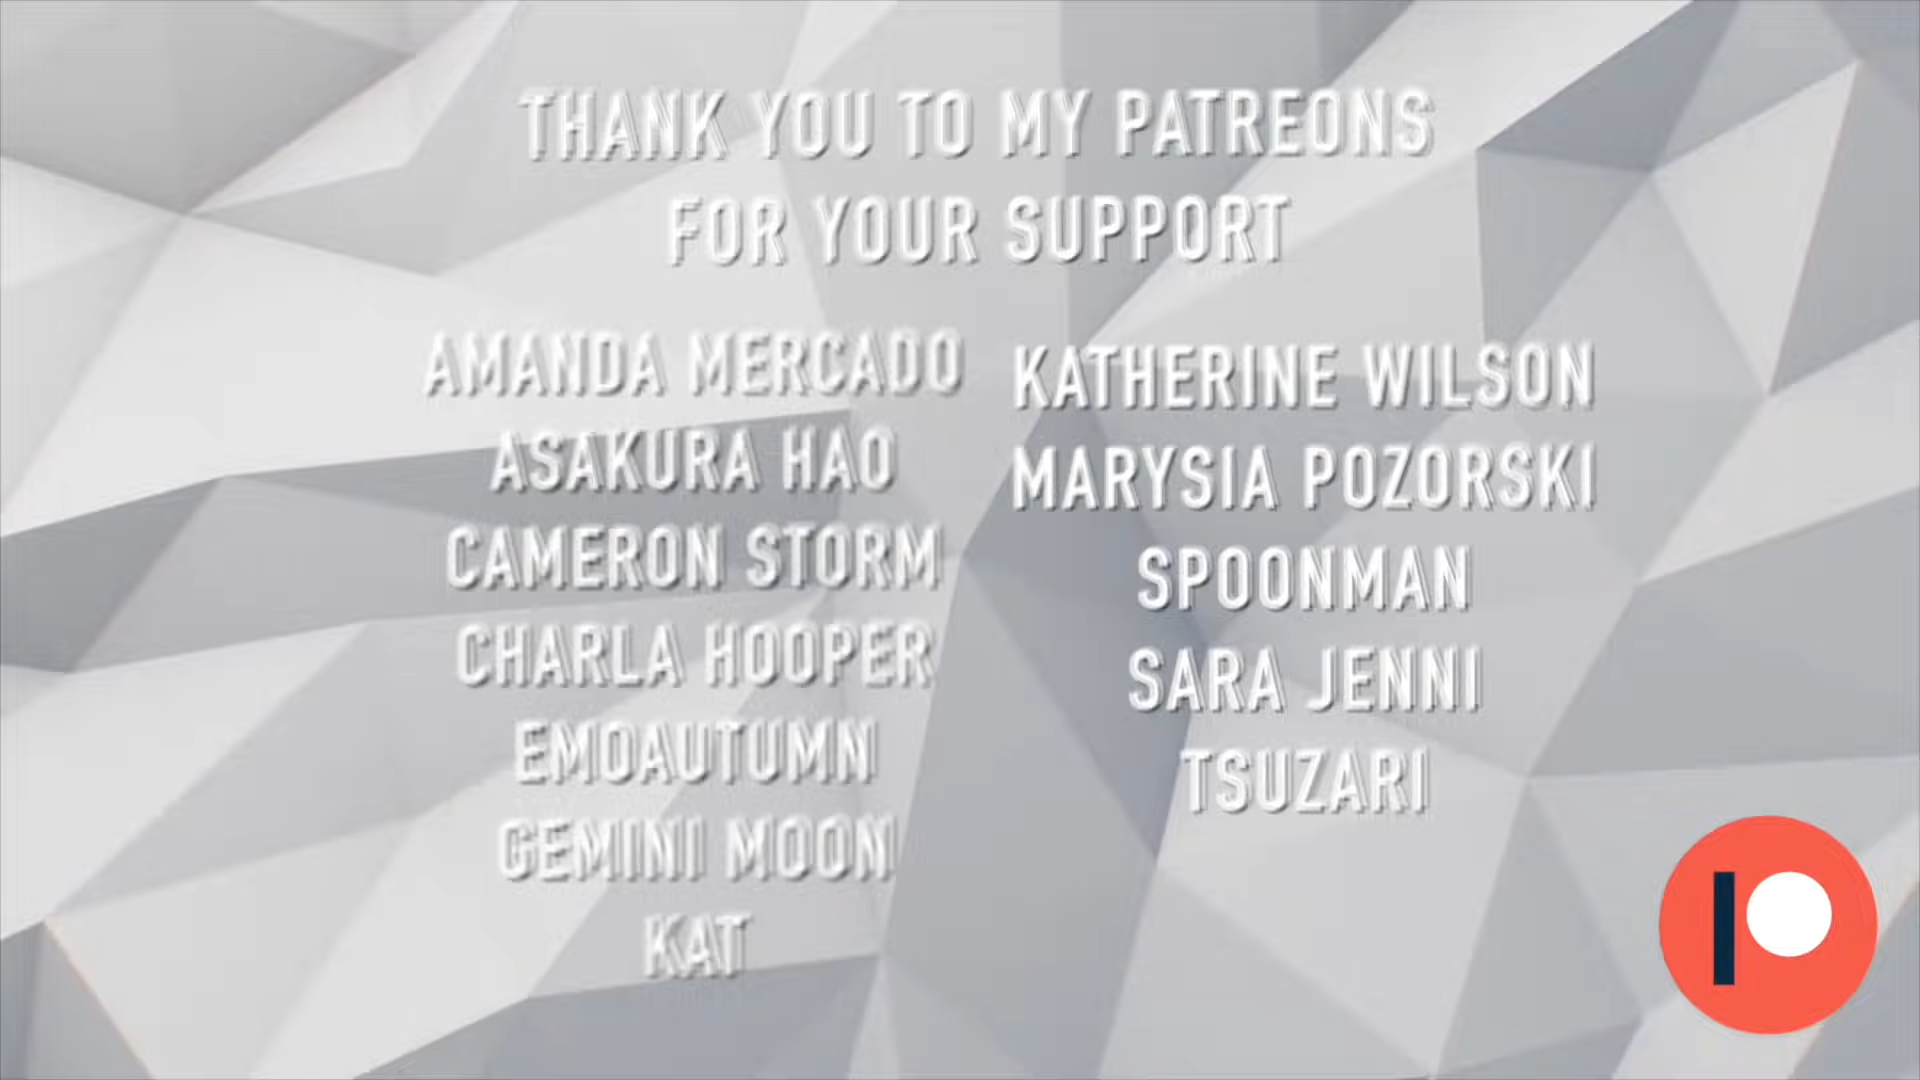 THANK YOU TO MY PATREONS
FOR YOUR SUPPORT
AMANDA MERCADO
ASAKURA HAO
CAMERON STORM
CHARLA HOOPER
EMOAUTUMN
GEMINI MOON
KAT
KATHERINE WILSON
MARYSIA POZORSKI
SPOONMAN
SARA JENNI
TSUZARI